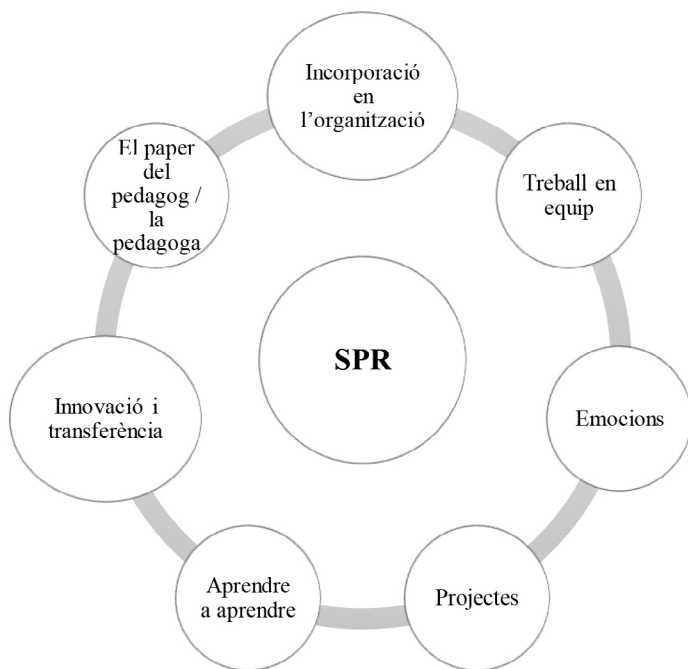 Incorporació
en
l’organització
Treball en
equip
Emocions
Projectes
Aprendre
a aprendre
Innovació i
transferència
El paper
del
pedagog /
la
pedagoga
SPR